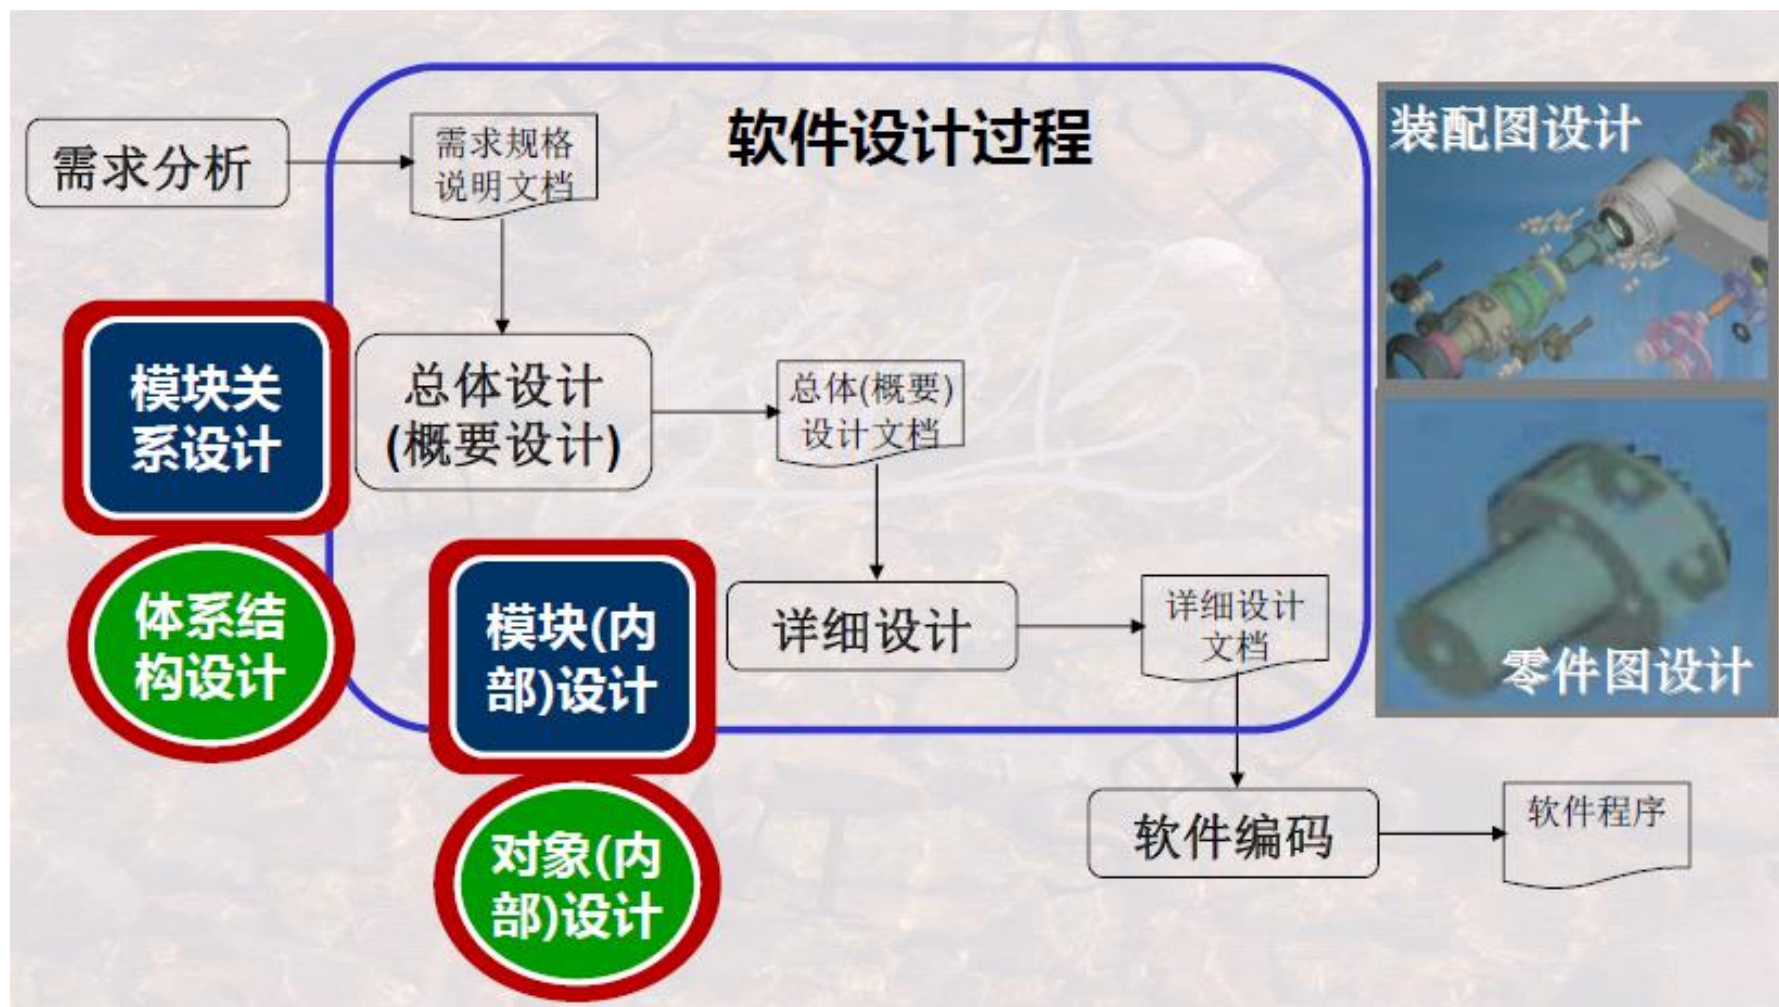 软件设计过程
需求分析
需求规格
说明文档
装配图设计
模块关
系设计
总体设计
(概要设计)
总体(概要)
设计文档
体系结
构设计
模块(内
部)设计
详细设计
详细设计
文档
零件图设计
对象(内
部)设计
软件编码
软件程序